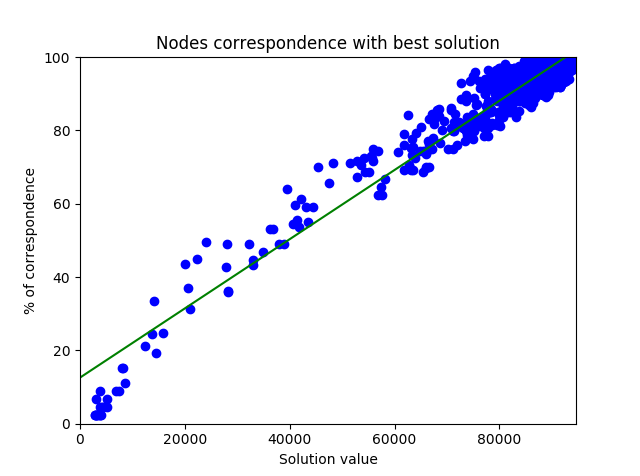 Nodes correspondence with best solution
100
80
60
40
20
0
% of correspondence
0 20000 40000 60000 80000
Solution value